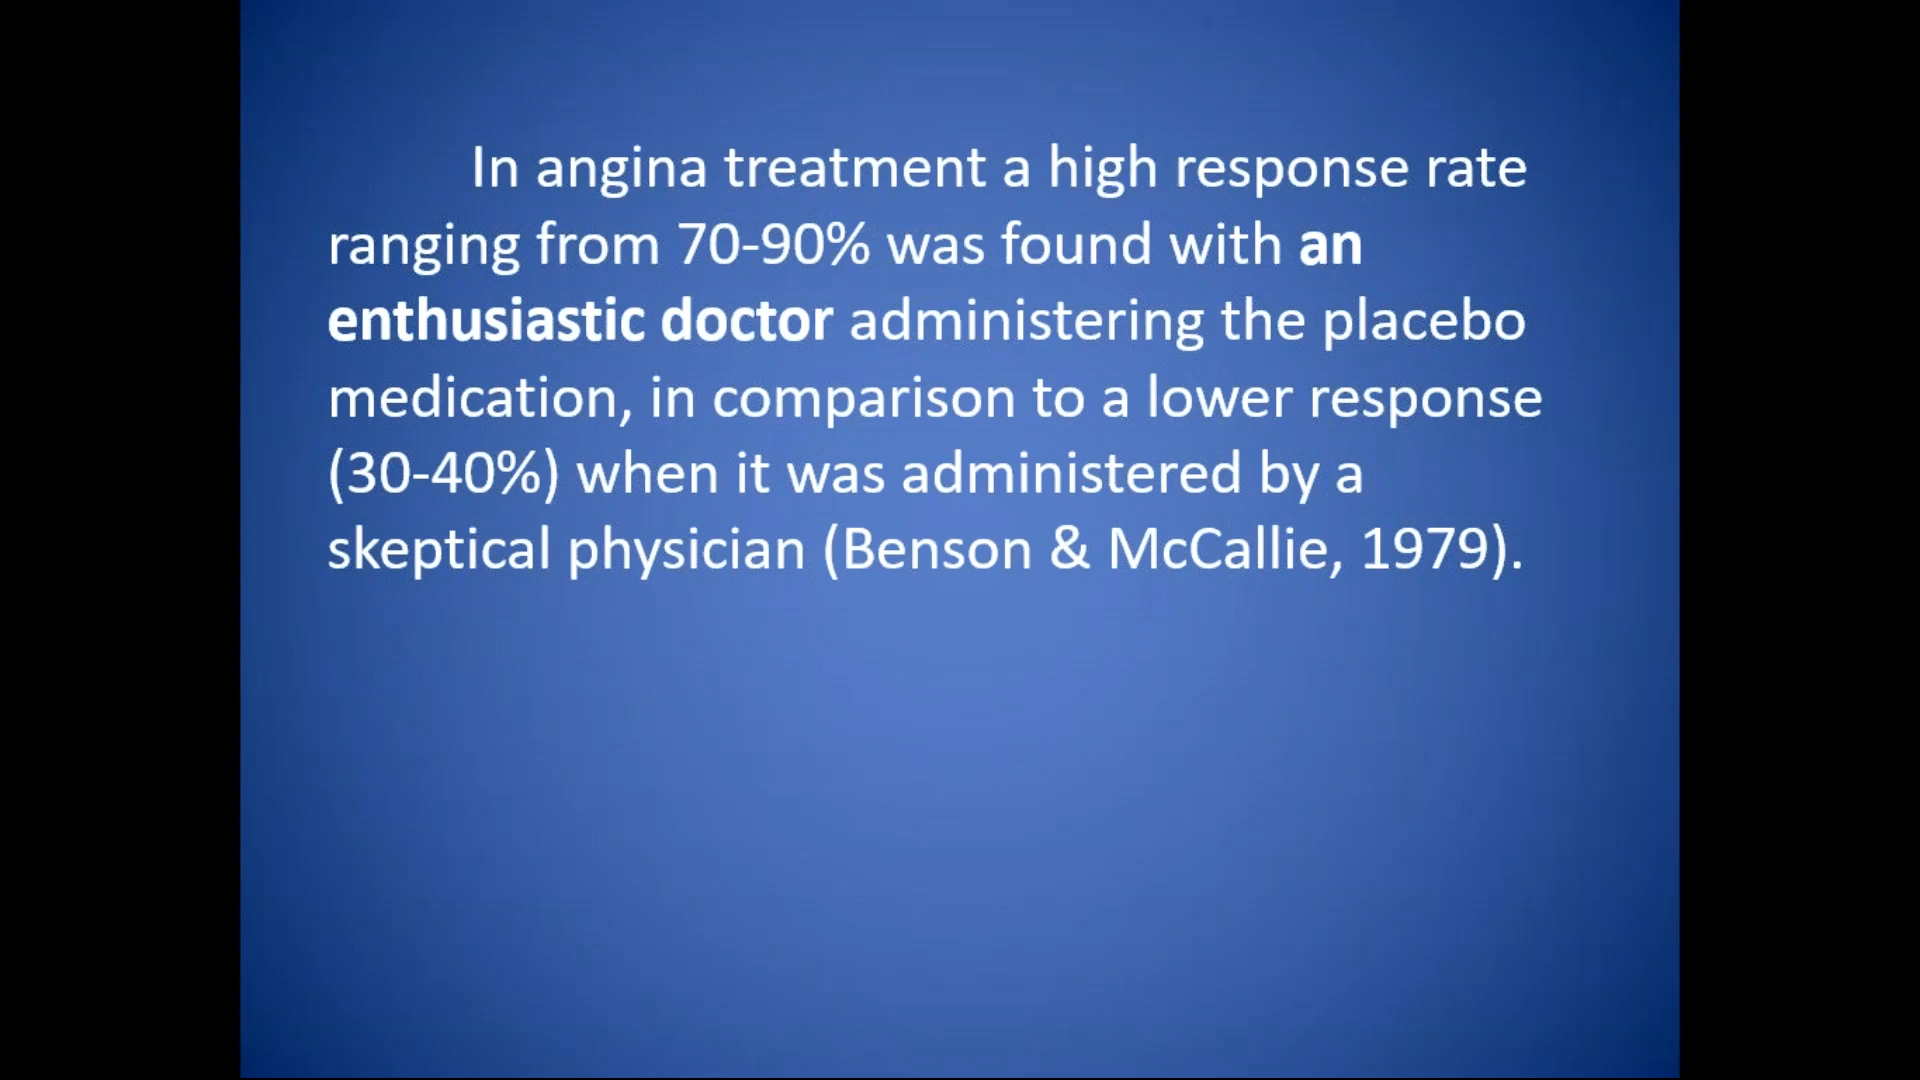 In angina treatment a high response rate
ranging from 70-90% was found with an
enthusiastic doctor administering the placebo
medication, in comparison to a lower response
(30-40%) when it was administered by a
skeptical physician (Benson & McCallie, 1979).